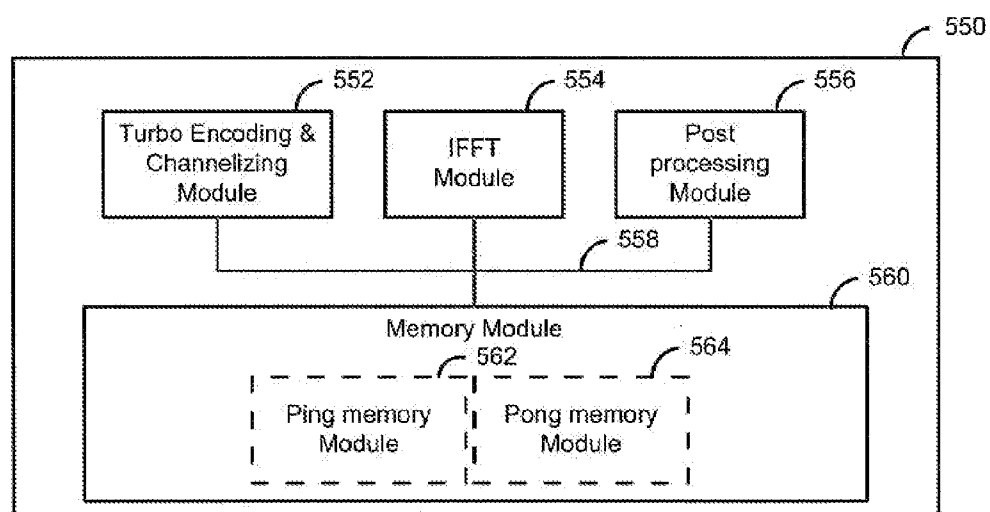 550
552
554
556
Turbo Encoding &
Channelizing
Module
IFFT
Module
Post
processing
Module
558
560
Memory Module
562
564
Ping memory
Module
Pong memory
Module